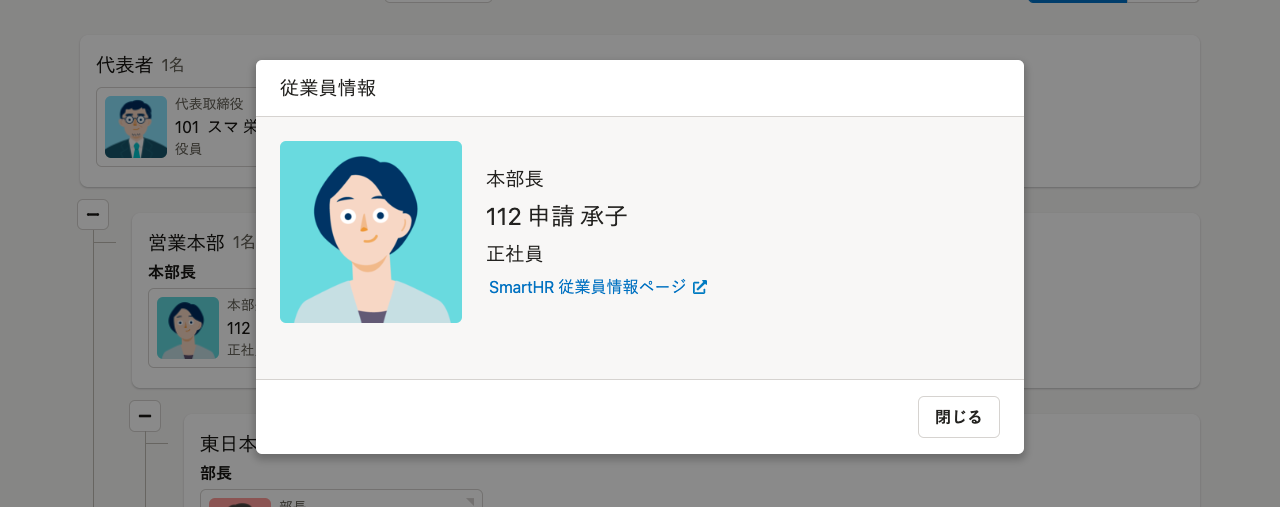 代表者 1名
代表取締役
101 スマ 栄
役員
従業員情報
本部長
112 申請 承子
正社員
SmartHR 従業員情報ページ
閉じる
営業本部 1名
本部長
本部
112
正社
東日本
部長
部長